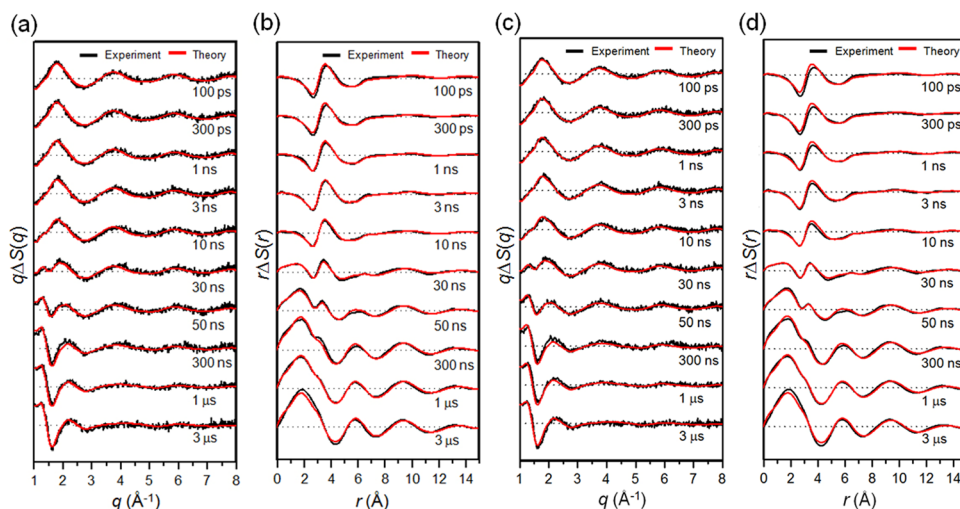 (a)
Experiment Theory
100 ps
300 ps
1 ns
3 ns
10 ns
30 ns
50 ns
300 ns
1 μs
3 μs
qΔS(q)
1 2 3 4 5 6 7 8
q (Å-1)
(b)
Experiment Theory
100 ps
300 ps
1 ns
3 ns
10 ns
30 ns
50 ns
300 ns
1 μs
3 μs
rΔS(r)
0 2 4 6 8 10 12 14
r (Å)
(c)
Experiment Theory
100 ps
300 ps
1 ns
3 ns
10 ns
30 ns
50 ns
300 ns
1 μs
3 μs
qΔS(q)
1 2 3 4 5 6 7 8
q (Å-1)
(d)
Experiment Theory
100 ps
300 ps
1 ns
3 ns
10 ns
30 ns
50 ns
300 ns
1 μs
3 μs
rΔS(r)
0 2 4 6 8 10 12 14
r (Å)